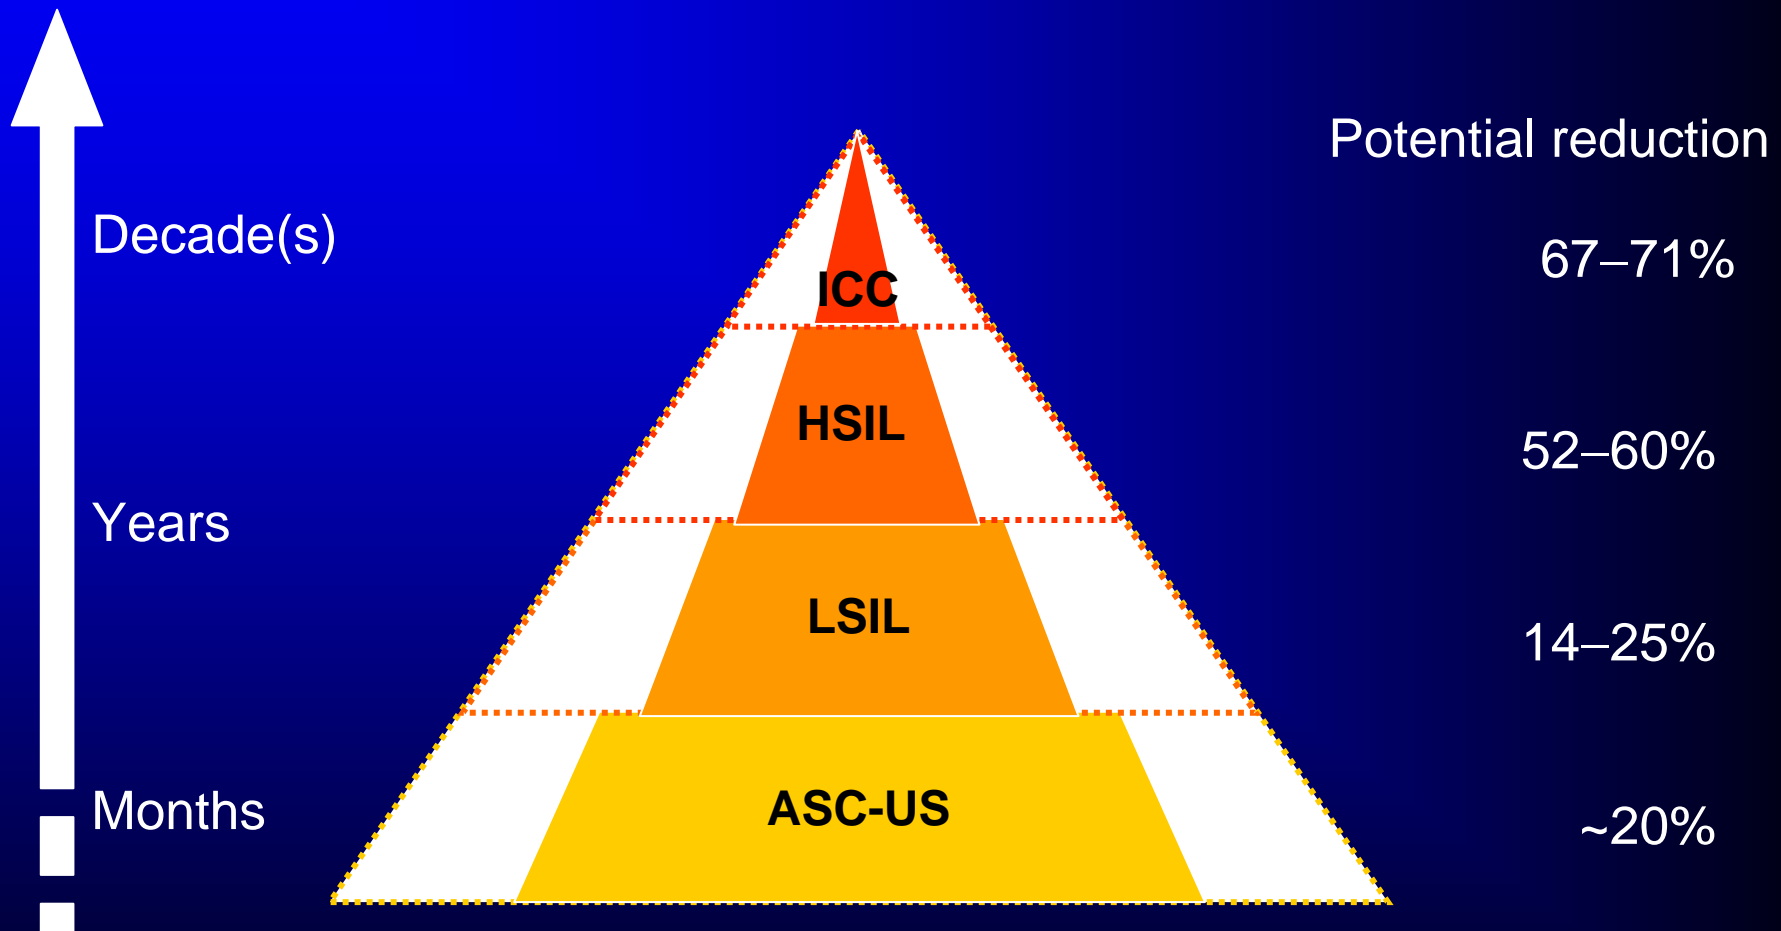 Potential reduction
Decade(s)
67–71%
ICC
HSIL
52–60%
Years
LSIL
14–25%
Months
ASC-US
~20%